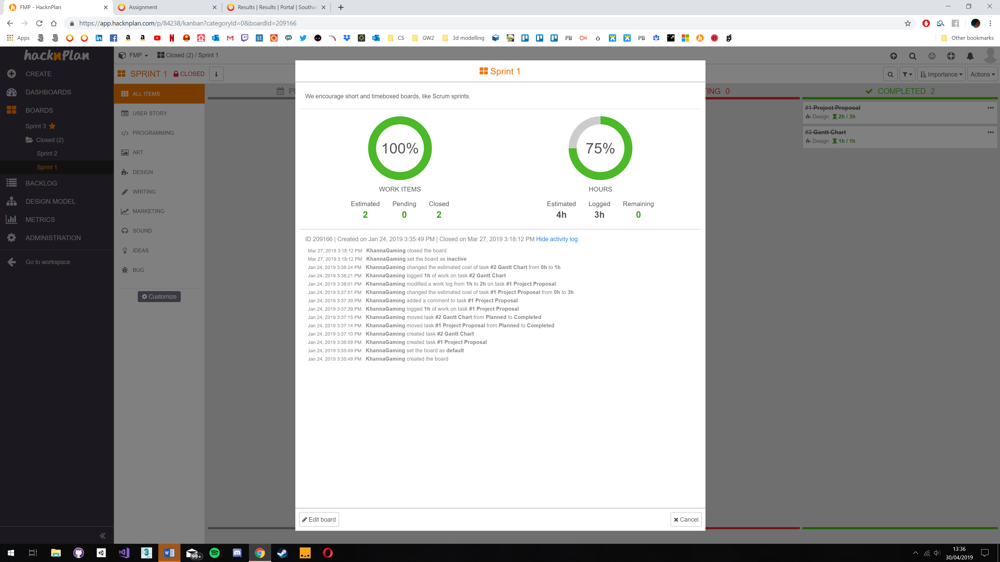 FMP - HacknPlan
Assignment
Results | Results | Portal | Southa
https://app.hacknplan.com/p/84238/kanban?categoryId=0&boardId=209166
Apps
CS
GW2
3d modelling
PB
PB
Other bookmarks
hacknPlan
FMP
Closed (2) / Sprint 1
CREATE
DASHBOARDS
BOARDS
Sprint 3
Closed (2)
Sprint 2
Sprint 1
BACKLOG
DESIGN MODEL
METRICS
ADMINISTRATION
Go to workspace
SPRINT 1 CLOSED
Importance
Actions
ALL ITEMS
USER STORY
PROGRAMMING
ART
DESIGN
WRITING
MARKETING
SOUND
IDEAS
BUG
Customize
TING 0
COMPLETED 2
#1 Project Proposal
Design 2h / 3h
#2 Gantt Chart
Design 1h / 1h
Sprint 1
We encourage short and timeboxed boards, like Scrum sprints.
100%
75%
WORK ITEMS
HOURS
Estimated Pending Closed
2 0 2
Estimated Logged Remaining
4h 3h 0
ID 209166 | Created on Jan 24, 2019 3:35:49 PM | Closed on Mar 27, 2019 3:18:12 PM Hide activity log
Mar 27, 2019 3:18:12 PM KhannaGaming closed the board
Mar 27, 2019 3:18:12 PM KhannaGaming set the board as inactive
Jan 24, 2019 3:38:24 PM KhannaGaming changed the estimated cost of task #2 Gantt Chart from 0h to 1h
Jan 24, 2019 3:38:21 PM KhannaGaming logged 1h of work on task #2 Gantt Chart
Jan 24, 2019 3:38:01 PM KhannaGaming modified a work log from 1h to 2h on task #1 Project Proposal
Jan 24, 2019 3:37:51 PM KhannaGaming changed the estimated cost of task #1 Project Proposal from 0h to 3h
Jan 24, 2019 3:37:39 PM KhannaGaming added a comment to task #1 Project Proposal
Jan 24, 2019 3:37:39 PM KhannaGaming logged 1h of work on task #1 Project Proposal
Jan 24, 2019 3:37:15 PM KhannaGaming moved task #2 Gantt Chart from Planned to Completed
Jan 24, 2019 3:37:14 PM KhannaGaming moved task #1 Project Proposal from Planned to Completed
Jan 24, 2019 3:37:10 PM KhannaGaming created task #2 Gantt Chart
Jan 24, 2019 3:36:59 PM KhannaGaming created task #1 Project Proposal
Jan 24, 2019 3:35:49 PM KhannaGaming set the board as default
Jan 24, 2019 3:35:49 PM KhannaGaming created the board
Edit board
Cancel
99+
13:36
30/04/2019